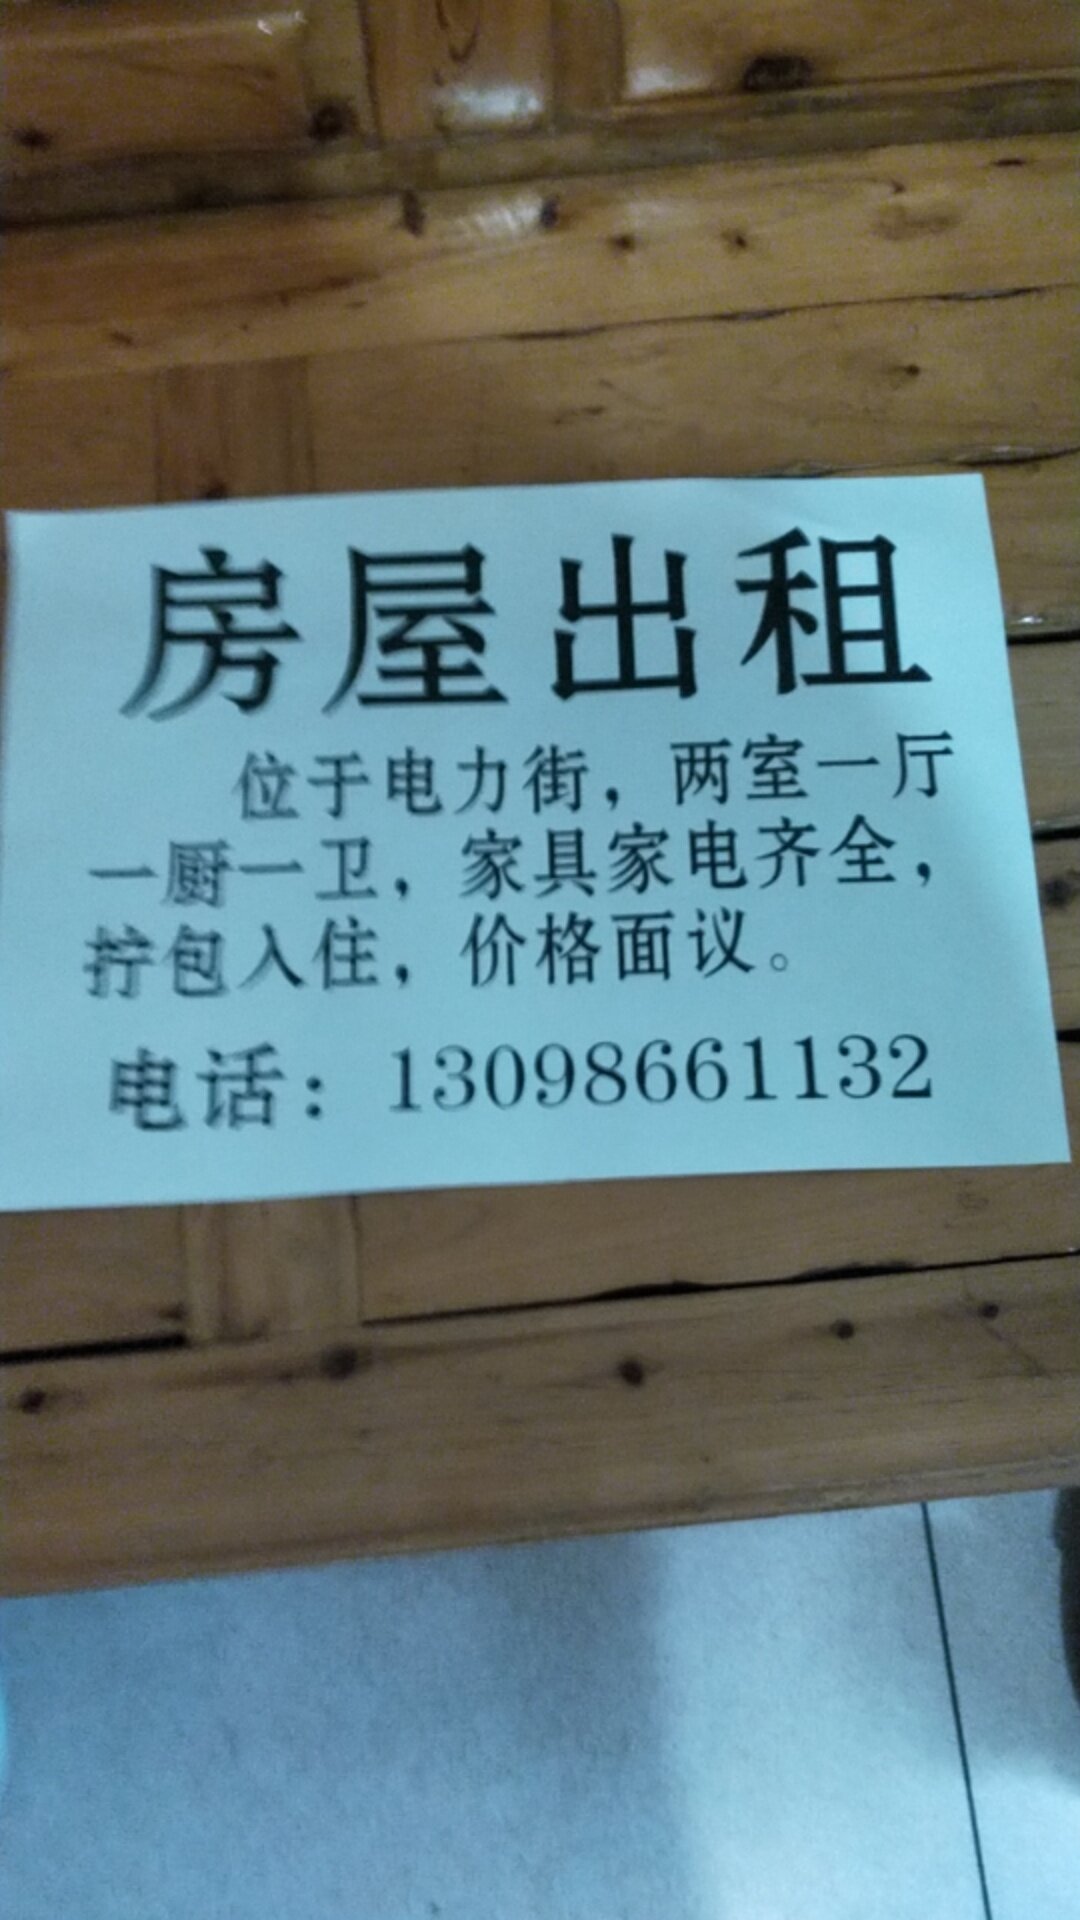 房屋出租
位于电力街，两室一厅
一厨一卫，家具家电齐全，
拧包入住，价格面议。
电话：13098661132